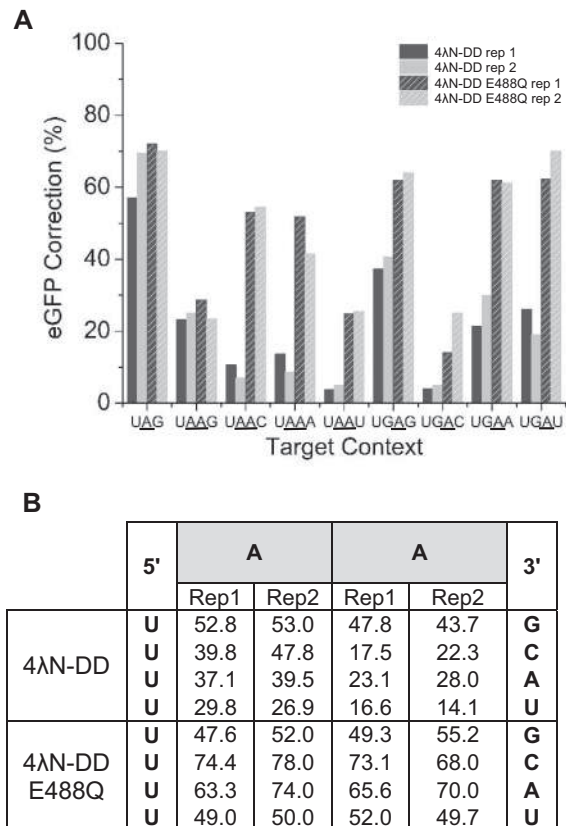 A
100
80
60
40
20
0
eGFP Correction (%)
4λN-DD rep 1
4λN-DD rep 2
4λN-DD E488Q rep 1
4λN-DD E488Q rep 2
UAG UAAG UAAC UAAA UAAU UGAG UGAC UGAA UGAU
Target Context
B
5' A A 3'
Rep1 Rep2 Rep1 Rep2
4λN-DD
U 52.8 53.0 47.8 43.7 G
U 39.8 47.8 17.5 22.3 C
U 37.1 39.5 23.1 28.0 A
U 29.8 26.9 16.6 14.1 U
4λN-DD E488Q
U 47.6 52.0 49.3 55.2 G
U 74.4 78.0 73.1 68.0 C
U 63.3 74.0 65.6 70.0 A
U 49.0 50.0 52.0 49.7 U